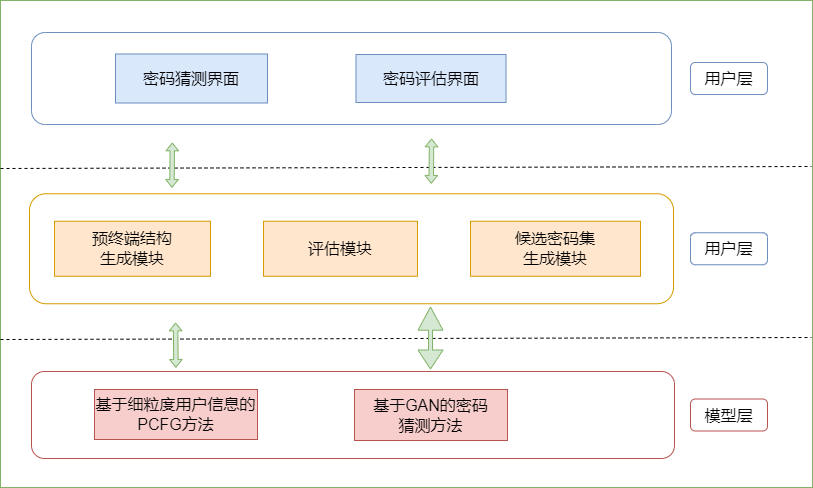 密码猜测界面
密码评估界面
用户层
预终端结构
生成模块
评估模块
候选密码集
生成模块
用户层
基于细粒度用户信息的
PCFG方法
基于GAN的密码
猜测方法
模型层